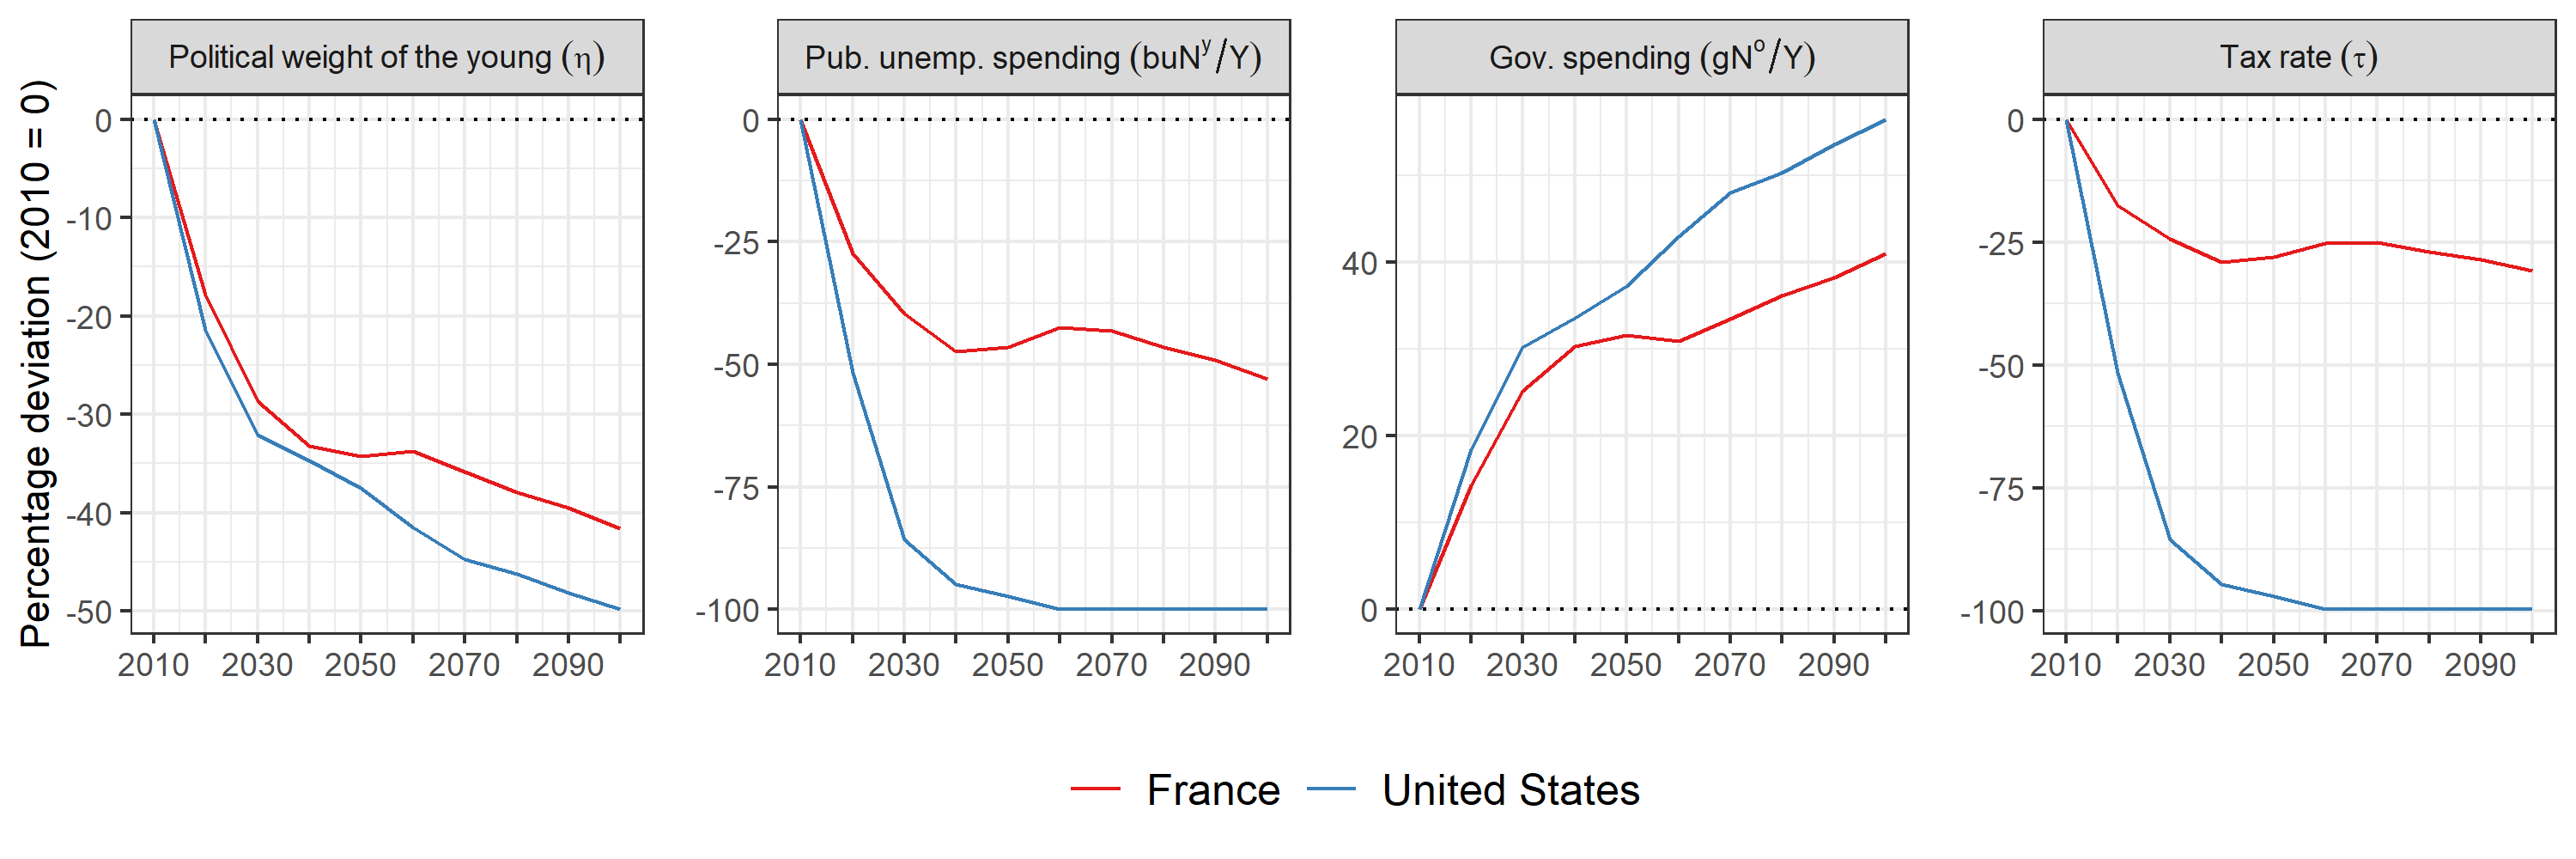 Political weight of the young (η)
Pub. unemp. spending (buNʸ/Y)
Gov. spending (gNᵒ/Y)
Tax rate (τ)
Percentage deviation (2010 = 0)
0
-10
-20
-30
-40
-50
2010 2030 2050 2070 2090
0
-25
-50
-75
-100
2010 2030 2050 2070 2090
40
20
0
2010 2030 2050 2070 2090
0
-25
-50
-75
-100
2010 2030 2050 2070 2090
France United States